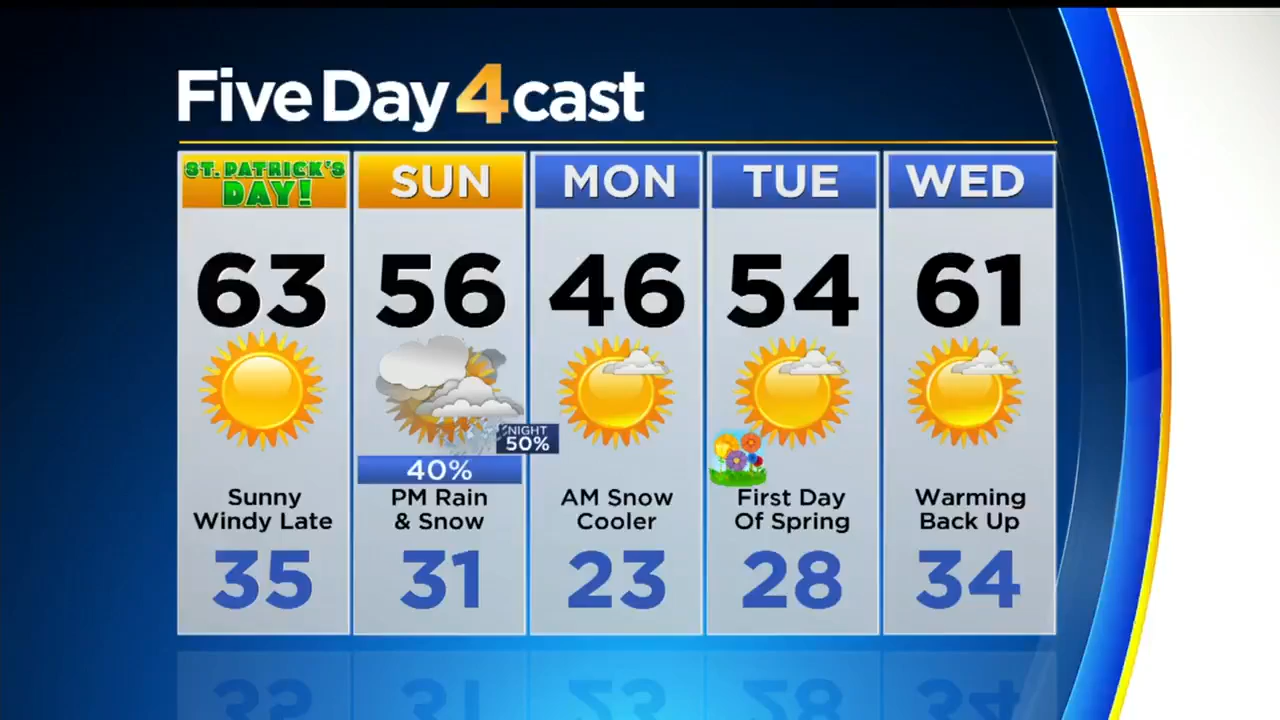 Five Day 4cast
ST. PATRICK'S
DAY!
SUN
MON
TUE
WED
63
56
46
54
61
NIGHT
50%
40%
Sunny
Windy Late
PM Rain
& Snow
AM Snow
Cooler
First Day
Of Spring
Warming
Back Up
35
31
23
28
34